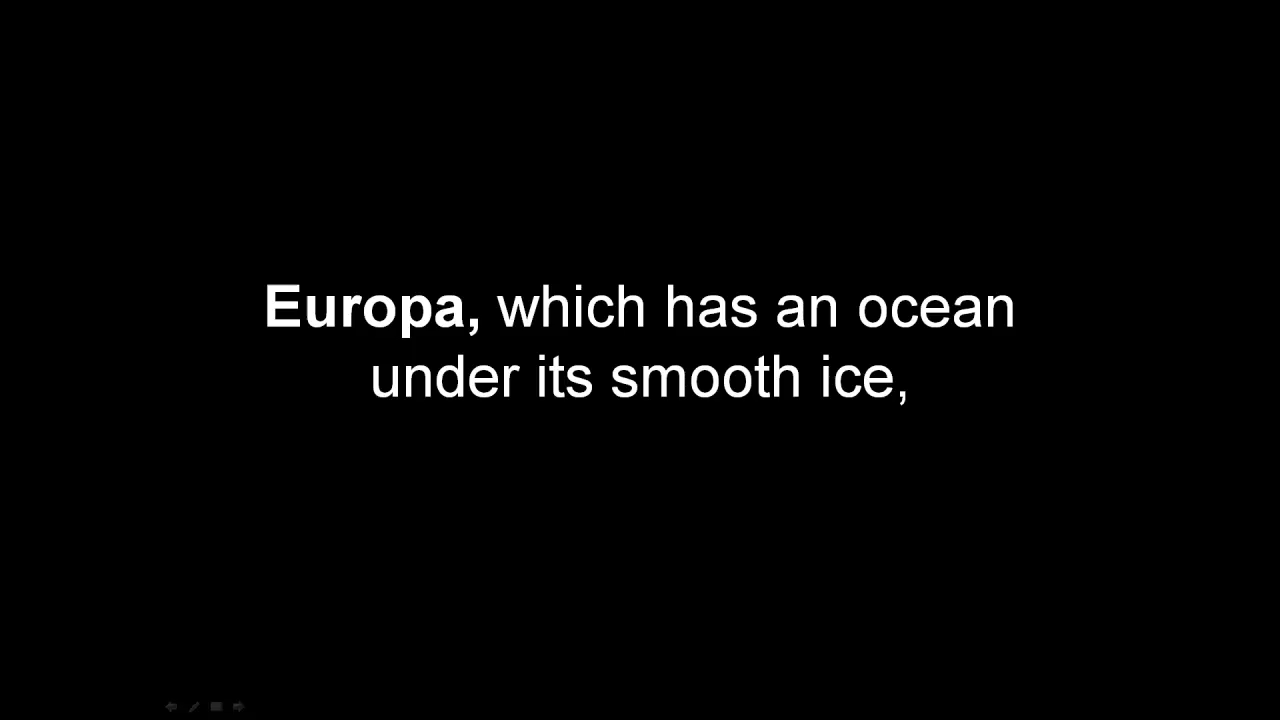 Europa, which has an ocean
under its smooth ice,